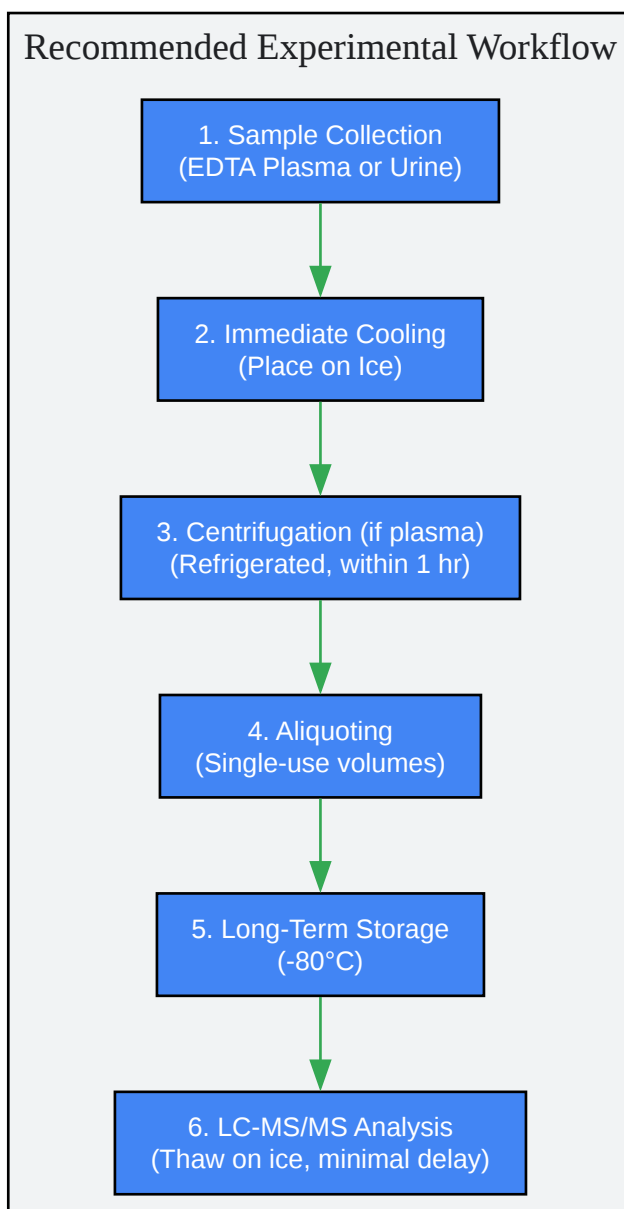 Recommended Experimental Workflow
1. Sample Collection
(EDTA Plasma or Urine)
2. Immediate Cooling
(Place on Ice)
3. Centrifugation (if plasma)
(Refrigerated, within 1 hr)
4. Aliquoting
(Single-use volumes)
5. Long-Term Storage
(-80°C)
6. LC-MS/MS Analysis
(Thaw on ice, minimal delay)